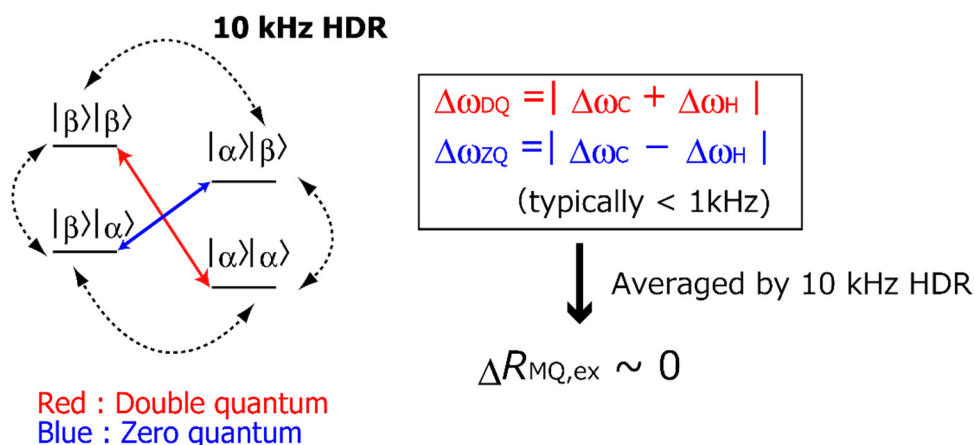 10 kHz HDR
|β⟩|β⟩
|α⟩|β⟩
|β⟩|α⟩
|α⟩|α⟩
Red : Double quantum
Blue : Zero quantum
ΔωDQ =| ΔωC + ΔωH |
ΔωZQ =| ΔωC − ΔωH |
(typically < 1kHz)
Averaged by 10 kHz HDR
ΔRMQ,ex ~ 0